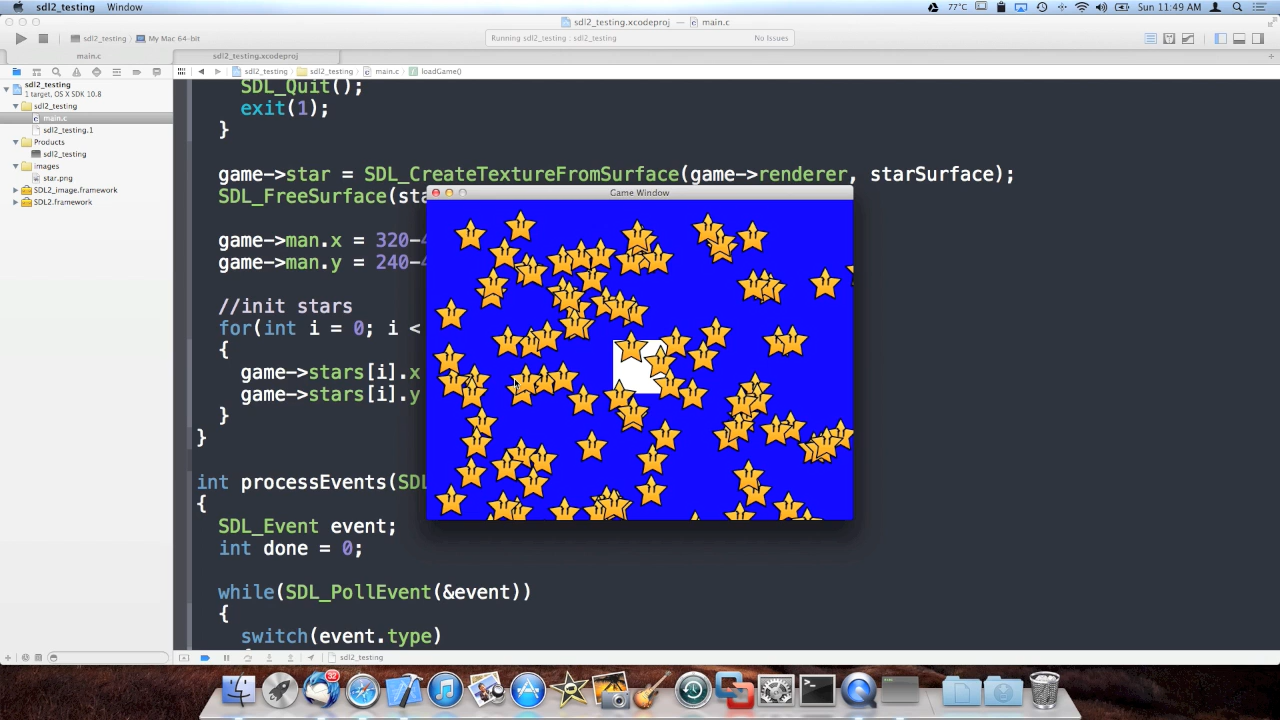 sdl2_testing Window
77°C Sun 11:49 AM
sdl2_testing.xcodeproj — main.c
sdl2_testing My Mac 64-bit
Running sdl2_testing : sdl2_testing
No Issues
main.c
sdl2_testing.xcodeproj
sdl2_testing
sdl2_testing
main.c
loadGame()
sdl2_testing
1 target, OS X SDK 10.8
sdl2_testing
main.c
sdl2_testing.1
Products
sdl2_testing
images
star.png
SDL2_image.framework
SDL2.framework
SDL_Quit();
exit(1);
}
game->star = SDL_CreateTextureFromSurface(game->renderer, starSurface);
Game Window
SDL_FreeSurface(sta
game->man.x = 320-4
game->man.y = 240-4
//init stars
for(int i = 0; i <
{
game->stars[i].x
game->stars[i].y
}
}
int processEvents(SDL
{
SDL_Event event;
int done = 0;
while(SDL_PollEvent(&event))
{
switch(event.type)
sdl2_testing
32